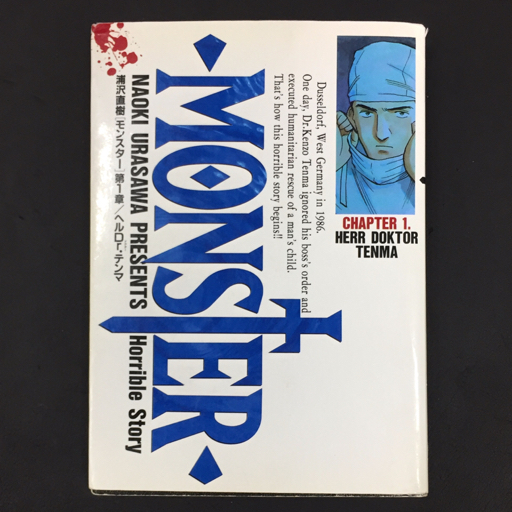 MONSTER
NAOKI URASAWA PRESENTS Horrible Story
浦沢直樹「モンスター」第1章/ヘルDr.テンマ
Dusseldorf, West Germany in 1986.
One day, Dr.Kenzo Tenma ignored his boss's order and
executed humanitarian rescue of a man's child.
That's how this horrible story begins!!
CHAPTER 1.
HERR DOKTOR
TENMA